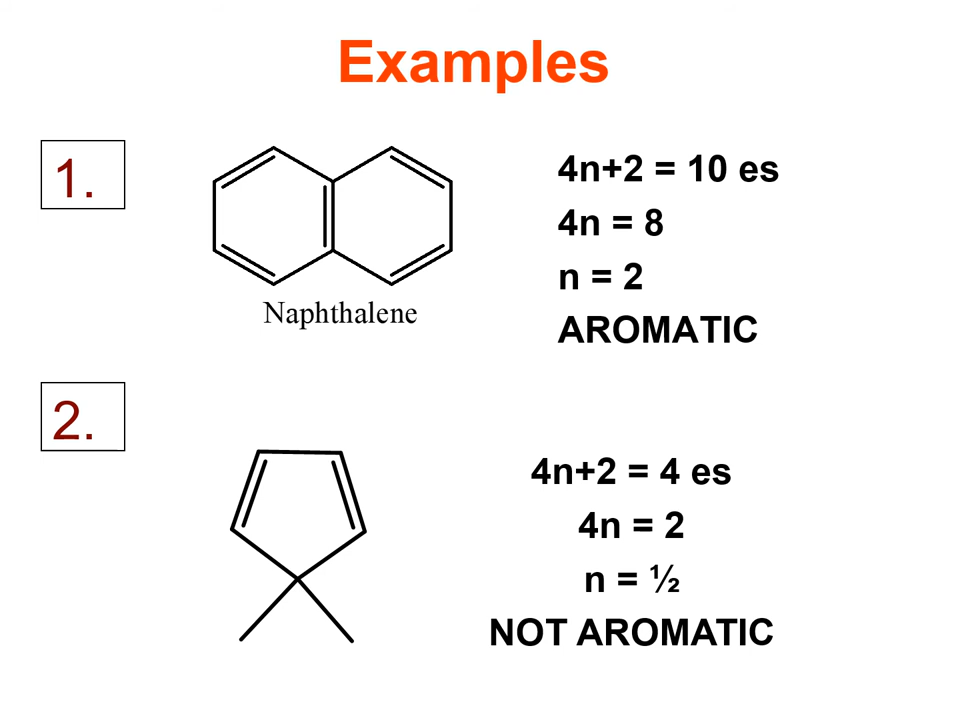 Examples
1.
4n+2 = 10 es
4n = 8
n = 2
AROMATIC
Naphthalene
2.
4n+2 = 4 es
4n = 2
n = ½
NOT AROMATIC